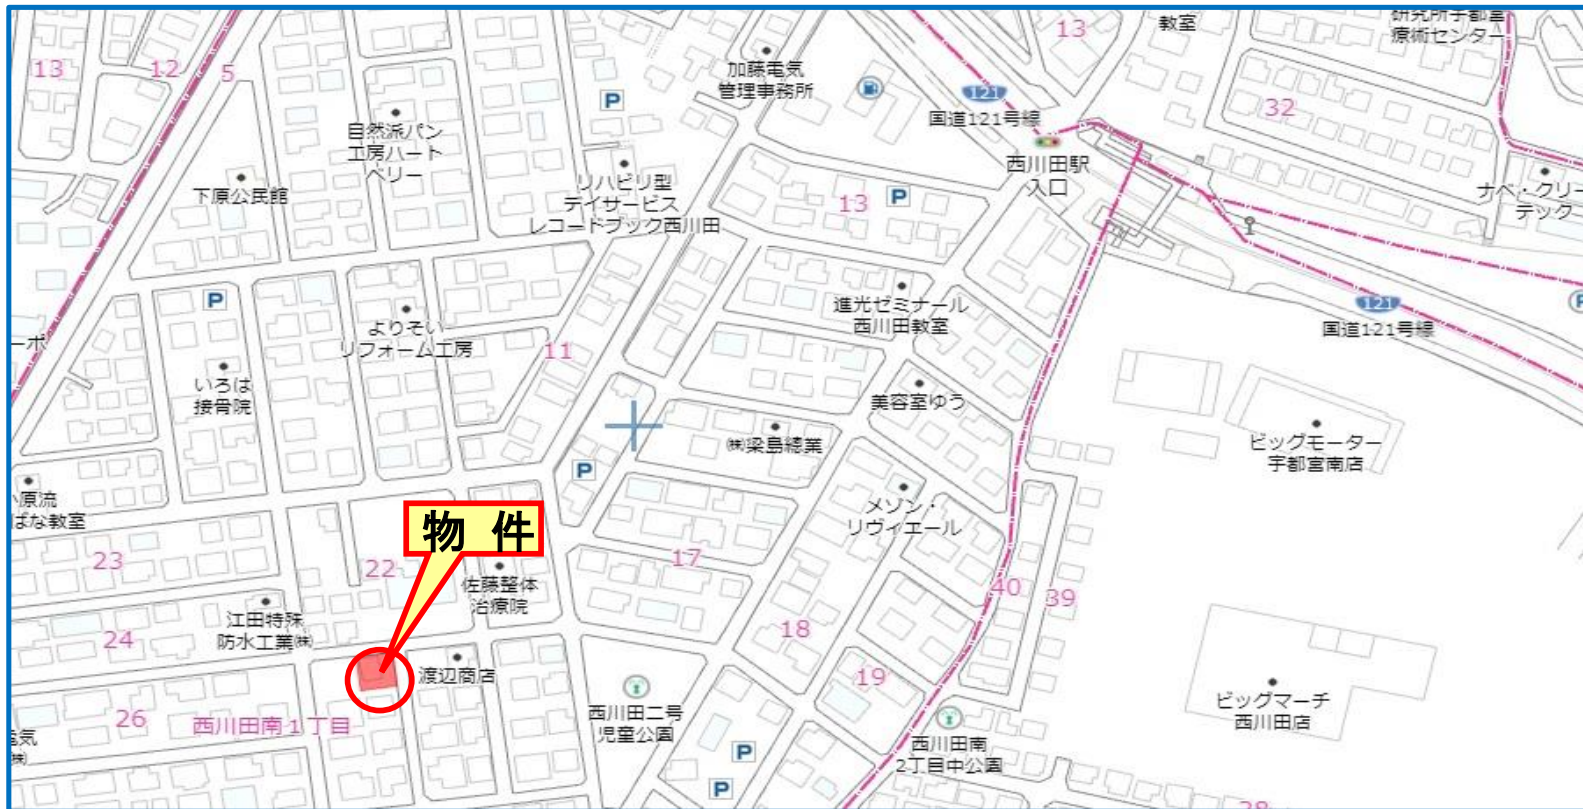 13
12
5
自然派パン
工房ハート
ベリー
下原公民館
P
加藤電気
管理事務所
リハビリ型
デイサービス
レコードブック西川田
121
国道121号線
西川田駅
入口
13
教室
療術センター
32
ナベ・クリー
テック
13
P
進光ゼミナール
西川田教室
121
国道121号線
P
P
よりそい
リフォーム工房
11
いろは
接骨院
ーポ
美容室ゆう
㈱梁島總業
P
ビッグモーター
宇都宮南店
メゾン・
リヴィエール
小原流
ばな教室
物 件
23
22
17
佐藤整体
治療院
江田特殊
防水工業㈱
24
18
40
39
渡辺商店
19
26
西川田南1丁目
西川田二号
児童公園
西川田南
2丁目中公園
ビッグマーチ
西川田店
P
P
28